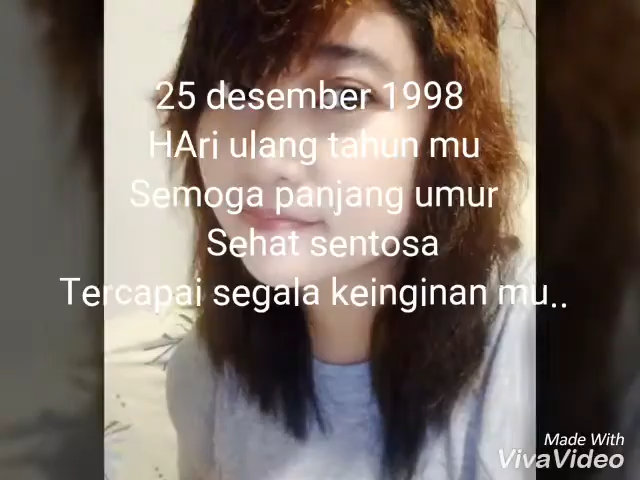 25 desember 1998
HAri ulang tahun mu
Semoga panjang umur
Sehat sentosa
Tercapai segala keinginan mu..
Made With
VivaVideo